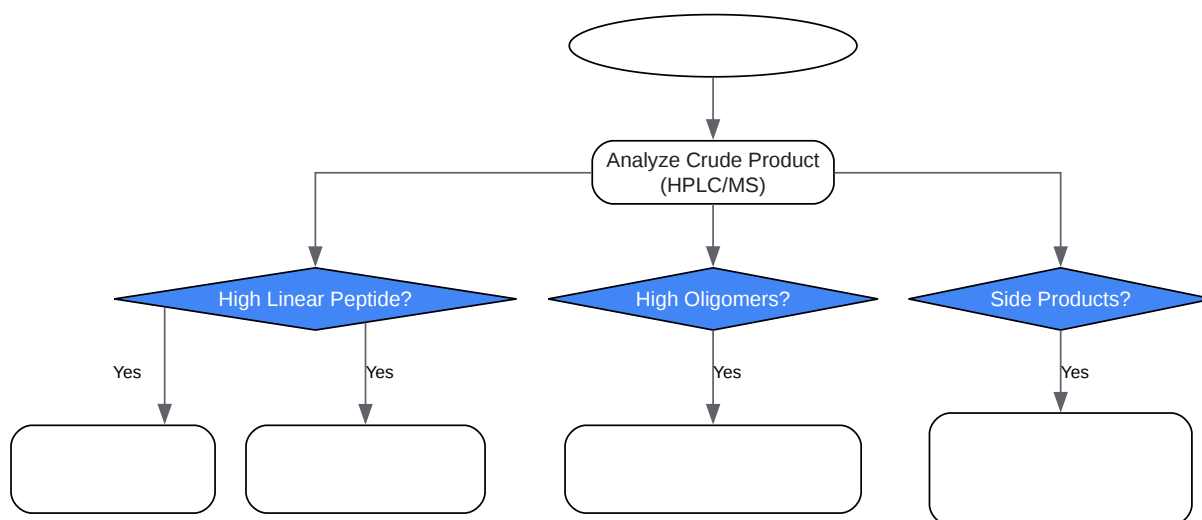 Analyze Crude Product
(HPLC/MS)
High Linear Peptide?
High Oligomers?
Side Products?
Yes
Yes
Yes
Yes